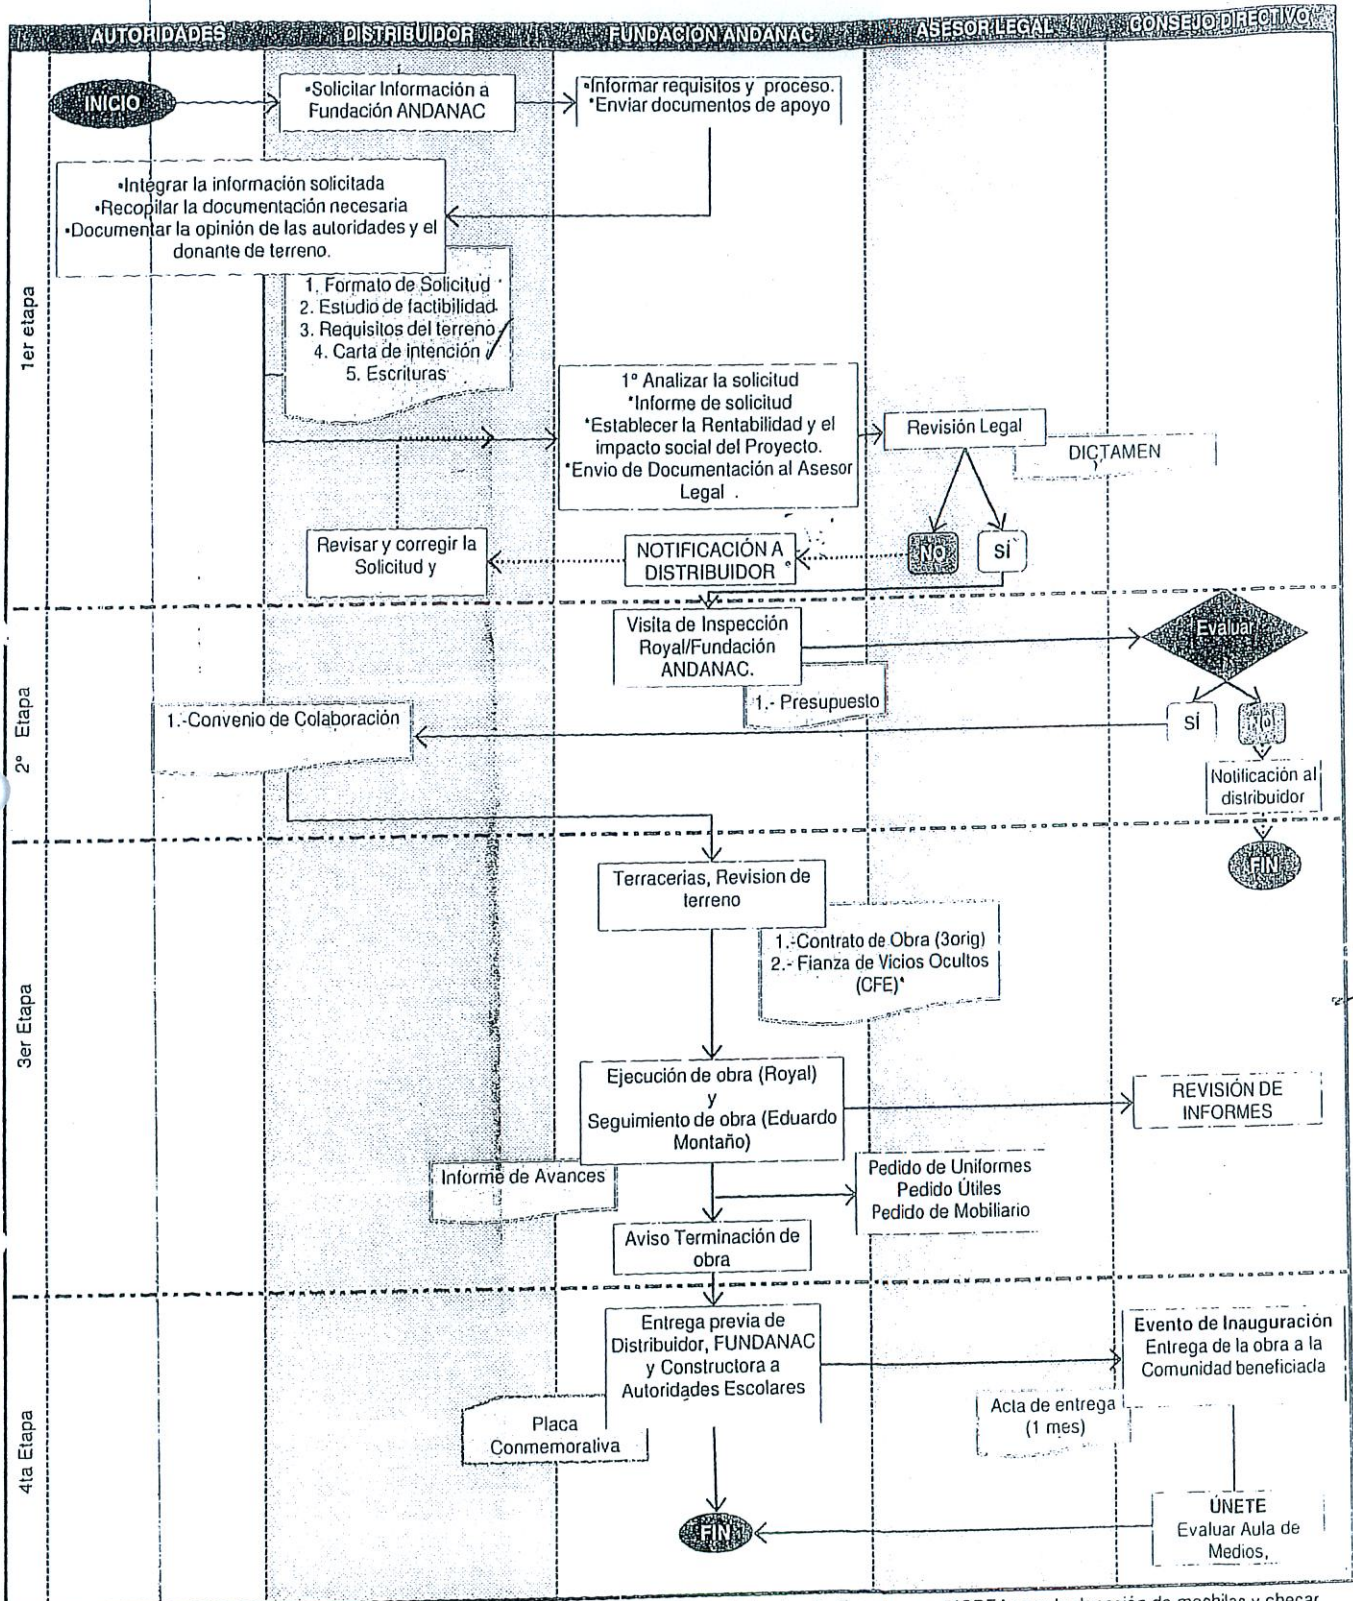 AUTORIDADES
DISTRIBUIDOR
FUNDACION ANDANAC
ASESOR LEGAL
CONSEJO DIRECTIVO
1er etapa
INICIO
•Solicitar Información a
Fundación ANDANAC
•Informar requisitos y proceso.
•Enviar documentos de apoyo
•Integrar la información solicitada
•Recopilar la documentación necesaria
•Documentar la opinión de las autoridades y el
donante de terreno.
1. Formato de Solicitud
2. Estudio de factibilidad
3. Requisitos del terreno
4. Carta de intención
5. Escrituras
1º Analizar la solicitud
•Informe de solicitud
•Establecer la Rentabilidad y el
impacto social del Proyecto.
•Envio de Documentación al Asesor
Legal .
Revisión Legal
DICTAMEN
NO
SÍ
NOTIFICACIÓN A
DISTRIBUIDOR
Revisar y corregir la
Solicitud y
2º Etapa
Visita de Inspección
Royal/Fundación
ANDANAC.
1.- Presupuesto
Evaluar
SÍ
NO
1.-Convenio de Colaboración
Notificación al
distribuidor
FIN
3er Etapa
Terracerias, Revision de
terreno
1.-Contrato de Obra (3orig)
2.- Fianza de Vicios Ocultos
(CFE)*
Ejecución de obra (Royal)
y
Seguimiento de obra (Eduardo
Montaño)
REVISIÓN DE
INFORMES
Informe de Avances
Pedido de Uniformes
Pedido Útiles
Pedido de Mobiliario
Aviso Terminación de
obra
4ta Etapa
Entrega previa de
Distribuidor, FUNDANAC
y Constructora a
Autoridades Escolares
Placa
Conmemorativa
Evento de Inauguración
Entrega de la obra a la
Comunidad beneficiada
Acta de entrega
(1 mes)
ÚNETE
Evaluar Aula de
Medios,
FIN
de mochilas y checar